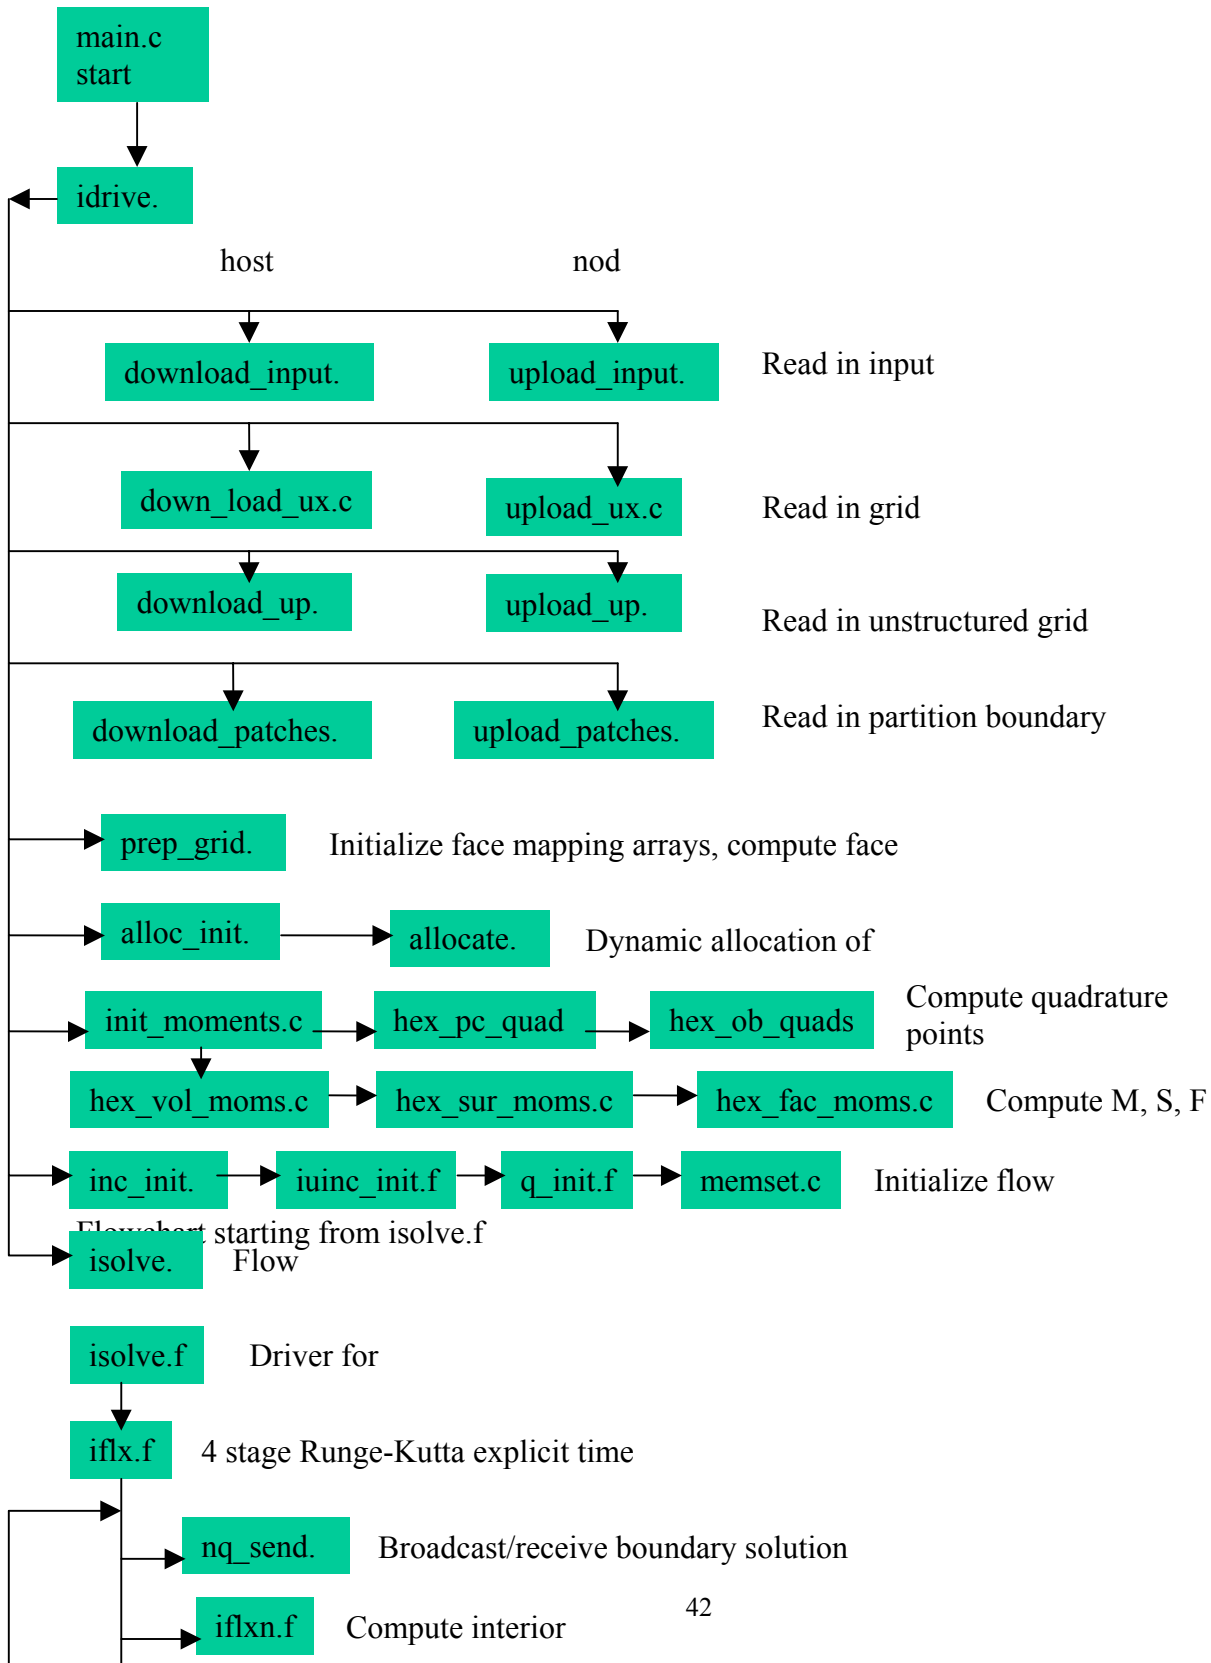 main.c
start
idrive.
host nod
download_input. upload_input. Read in input
down_load_ux.c upload_ux.c Read in grid
download_up. upload_up. Read in unstructured grid
download_patches. upload_patches. Read in partition boundary
prep_grid. Initialize face mapping arrays, compute face
alloc_init. allocate. Dynamic allocation of
init_moments.c hex_pc_quad hex_ob_quads Compute quadrature
points
hex_vol_moms.c hex_sur_moms.c hex_fac_moms.c Compute M, S, F
inc_init. iuinc_init.f q_init.f memset.c Initialize flow
Flowchart starting from isolve.f
isolve. Flow
isolve.f Driver for
iflx.f 4 stage Runge-Kutta explicit time
nq_send. Broadcast/receive boundary solution
iflxn.f Compute interior
42